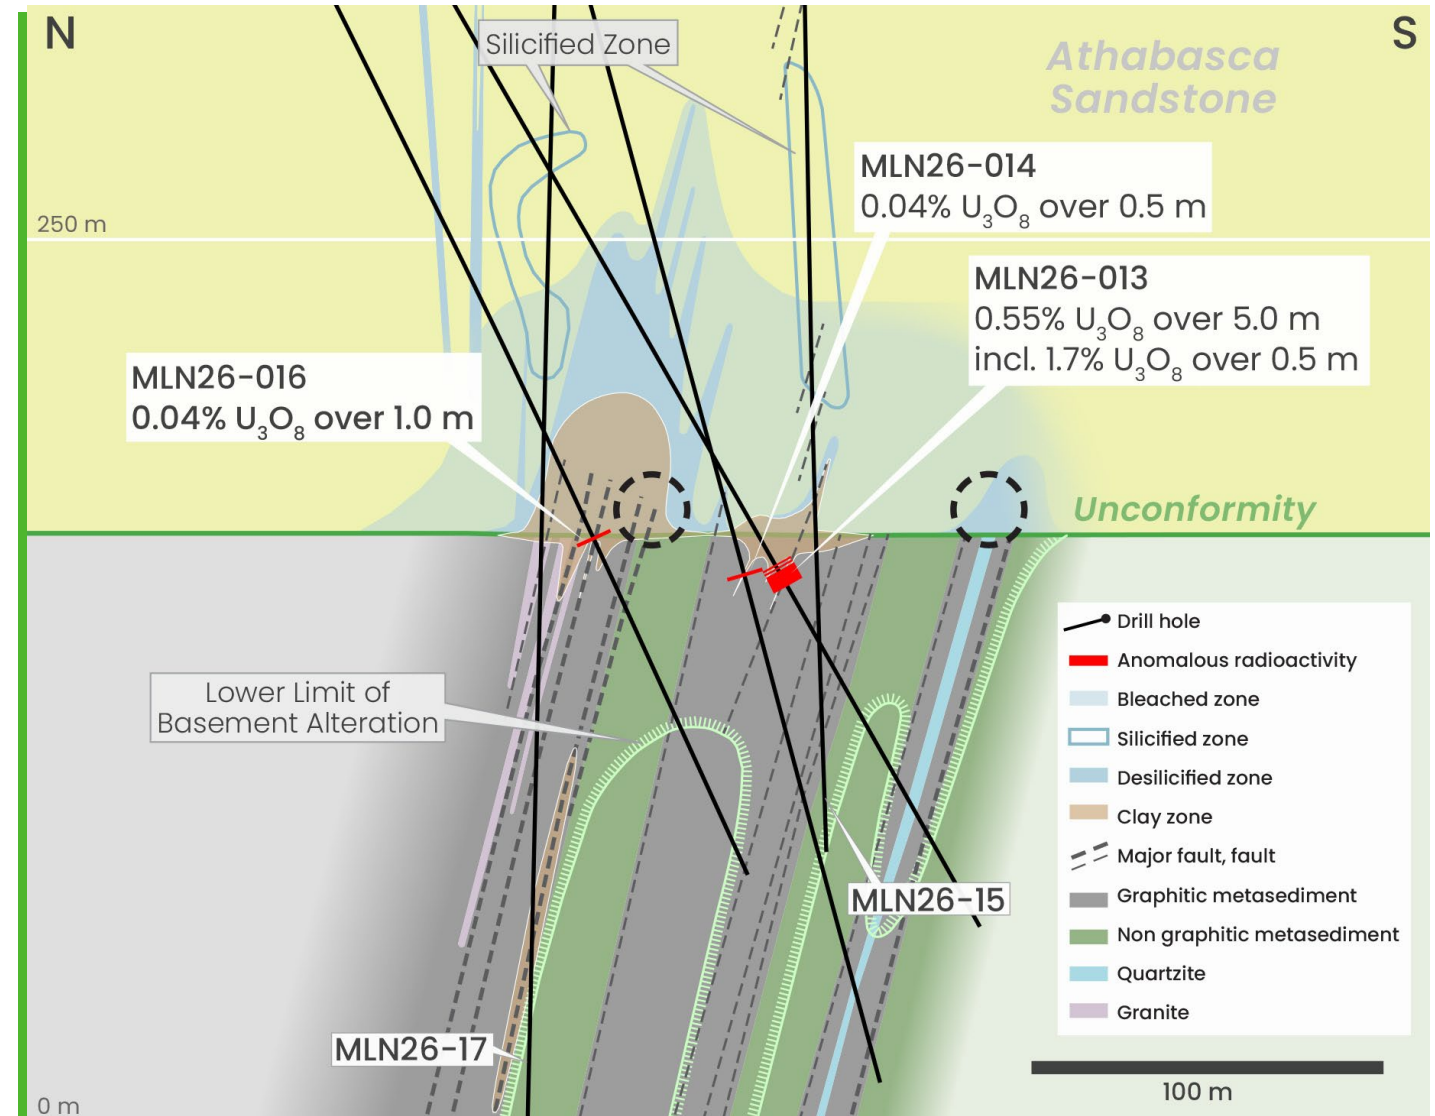 N
S
Silicified Zone
Athabasca
Sandstone
MLN26-014
0.04% U₃O₈ over 0.5 m
250 m
MLN26-013
0.55% U₃O₈ over 5.0 m
incl. 1.7% U₃O₈ over 0.5 m
MLN26-016
0.04% U₃O₈ over 1.0 m
Unconformity
Lower Limit of
Basement Alteration
Drill hole
Anomalous radioactivity
Bleached zone
Silicified zone
Desilicified zone
Clay zone
Major fault, fault
Graphitic metasediment
Non graphitic metasediment
Quartzite
Granite
MLN26-15
MLN26-17
100 m
0 m